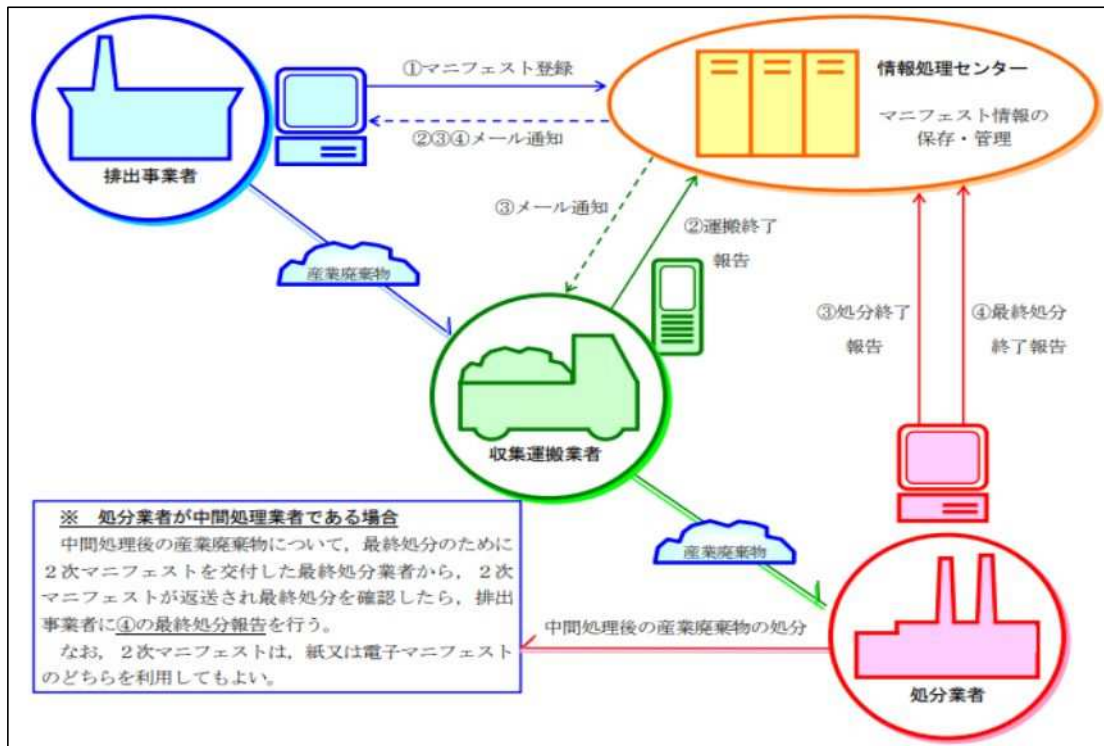 ①マニフェスト登録
②③④メール通知
情報処理センター
マニフェスト情報の
保存・管理
排出事業者
③メール通知
②運搬終了
報告
産業廃棄物
③処分終了
報告
④最終処分
終了報告
収集運搬業者
※ 処分業者が中間処理業者である場合
中間処理後の産業廃棄物について，最終処分のために
２次マニフェストを交付した最終処分業者から，２次
マニフェストが返送され最終処分を確認したら，排出
事業者に④の最終処分報告を行う。
なお，２次マニフェストは，紙又は電子マニフェスト
のどちらを利用してもよい。
産業廃棄物
中間処理後の産業廃棄物の処分
処分業者